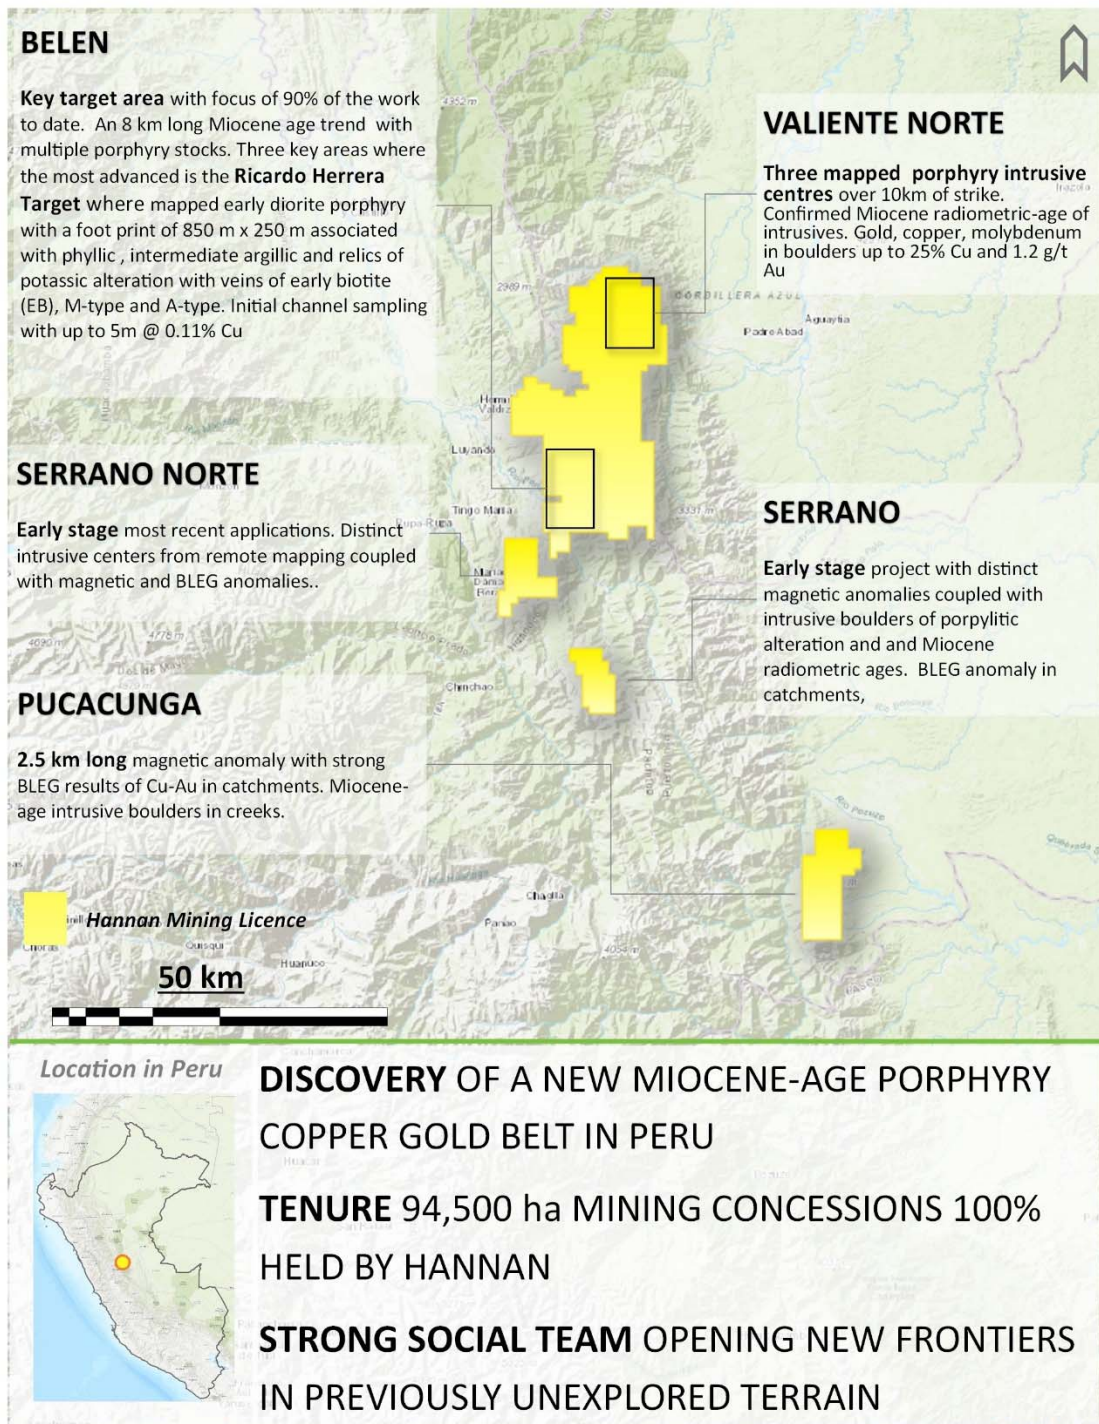 BELEN
Key target area with focus of 90% of the work
to date. An 8 km long Miocene age trend with
multiple porphyry stocks. Three key areas where
the most advanced is the Ricardo Herrera
Target where mapped early diorite porphyry
with a foot print of 850 m x 250 m associated
with phyllic , intermediate argillic and relics of
potassic alteration with veins of early biotite
(EB), M-type and A-type. Initial channel sampling
with up to 5m @ 0.11% Cu
VALIENTE NORTE
Three mapped porphyry intrusive
centres over 10km of strike.
Confirmed Miocene radiometric-age of
intrusives. Gold, copper, molybdenum
in boulders up to 25% Cu and 1.2 g/t
Au
SERRANO NORTE
Early stage most recent applications. Distinct
intrusive centers from remote mapping coupled
with magnetic and BLEG anomalies..
SERRANO
Early stage project with distinct
magnetic anomalies coupled with
intrusive boulders of porpylitic
alteration and and Miocene
radiometric ages. BLEG anomaly in
catchments,
PUCACUNGA
2.5 km long magnetic anomaly with strong
BLEG results of Cu-Au in catchments. Miocene-
age intrusive boulders in creeks.
4352 m
2989 m
CORDILLERA AZUL
Aguaytia
Padre Abad
Luyando
Tingo Maria
Rupa-Rupa
3331 m
4778 m
Chinchao
Chaglla
Panao
4054 m
Quisqui
Huanuco
Hannan Mining Licence
50 km
Location in Peru
DISCOVERY OF A NEW MIOCENE-AGE PORPHYRY
COPPER GOLD BELT IN PERU
TENURE 94,500 ha MINING CONCESSIONS 100%
HELD BY HANNAN
STRONG SOCIAL TEAM OPENING NEW FRONTIERS
IN PREVIOUSLY UNEXPLORED TERRAIN